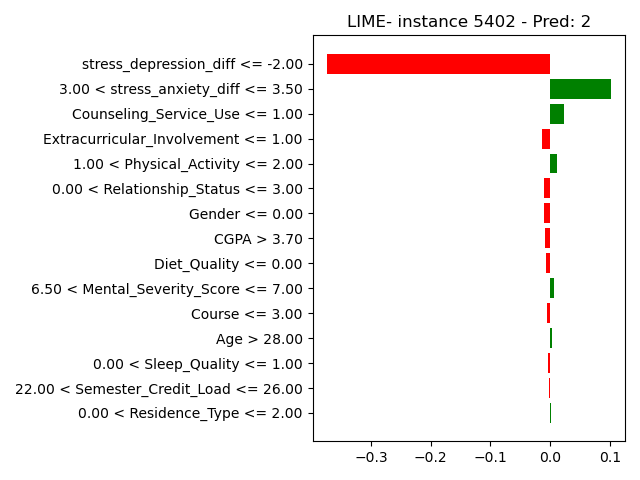 LIME- instance 5402 - Pred: 2
stress_depression_diff <= -2.00
3.00 < stress_anxiety_diff <= 3.50
Counseling_Service_Use <= 1.00
Extracurricular_Involvement <= 1.00
1.00 < Physical_Activity <= 2.00
0.00 < Relationship_Status <= 3.00
Gender <= 0.00
CGPA > 3.70
Diet_Quality <= 0.00
6.50 < Mental_Severity_Score <= 7.00
Course <= 3.00
Age > 28.00
0.00 < Sleep_Quality <= 1.00
22.00 < Semester_Credit_Load <= 26.00
0.00 < Residence_Type <= 2.00
−0.3 −0.2 −0.1 0.0 0.1